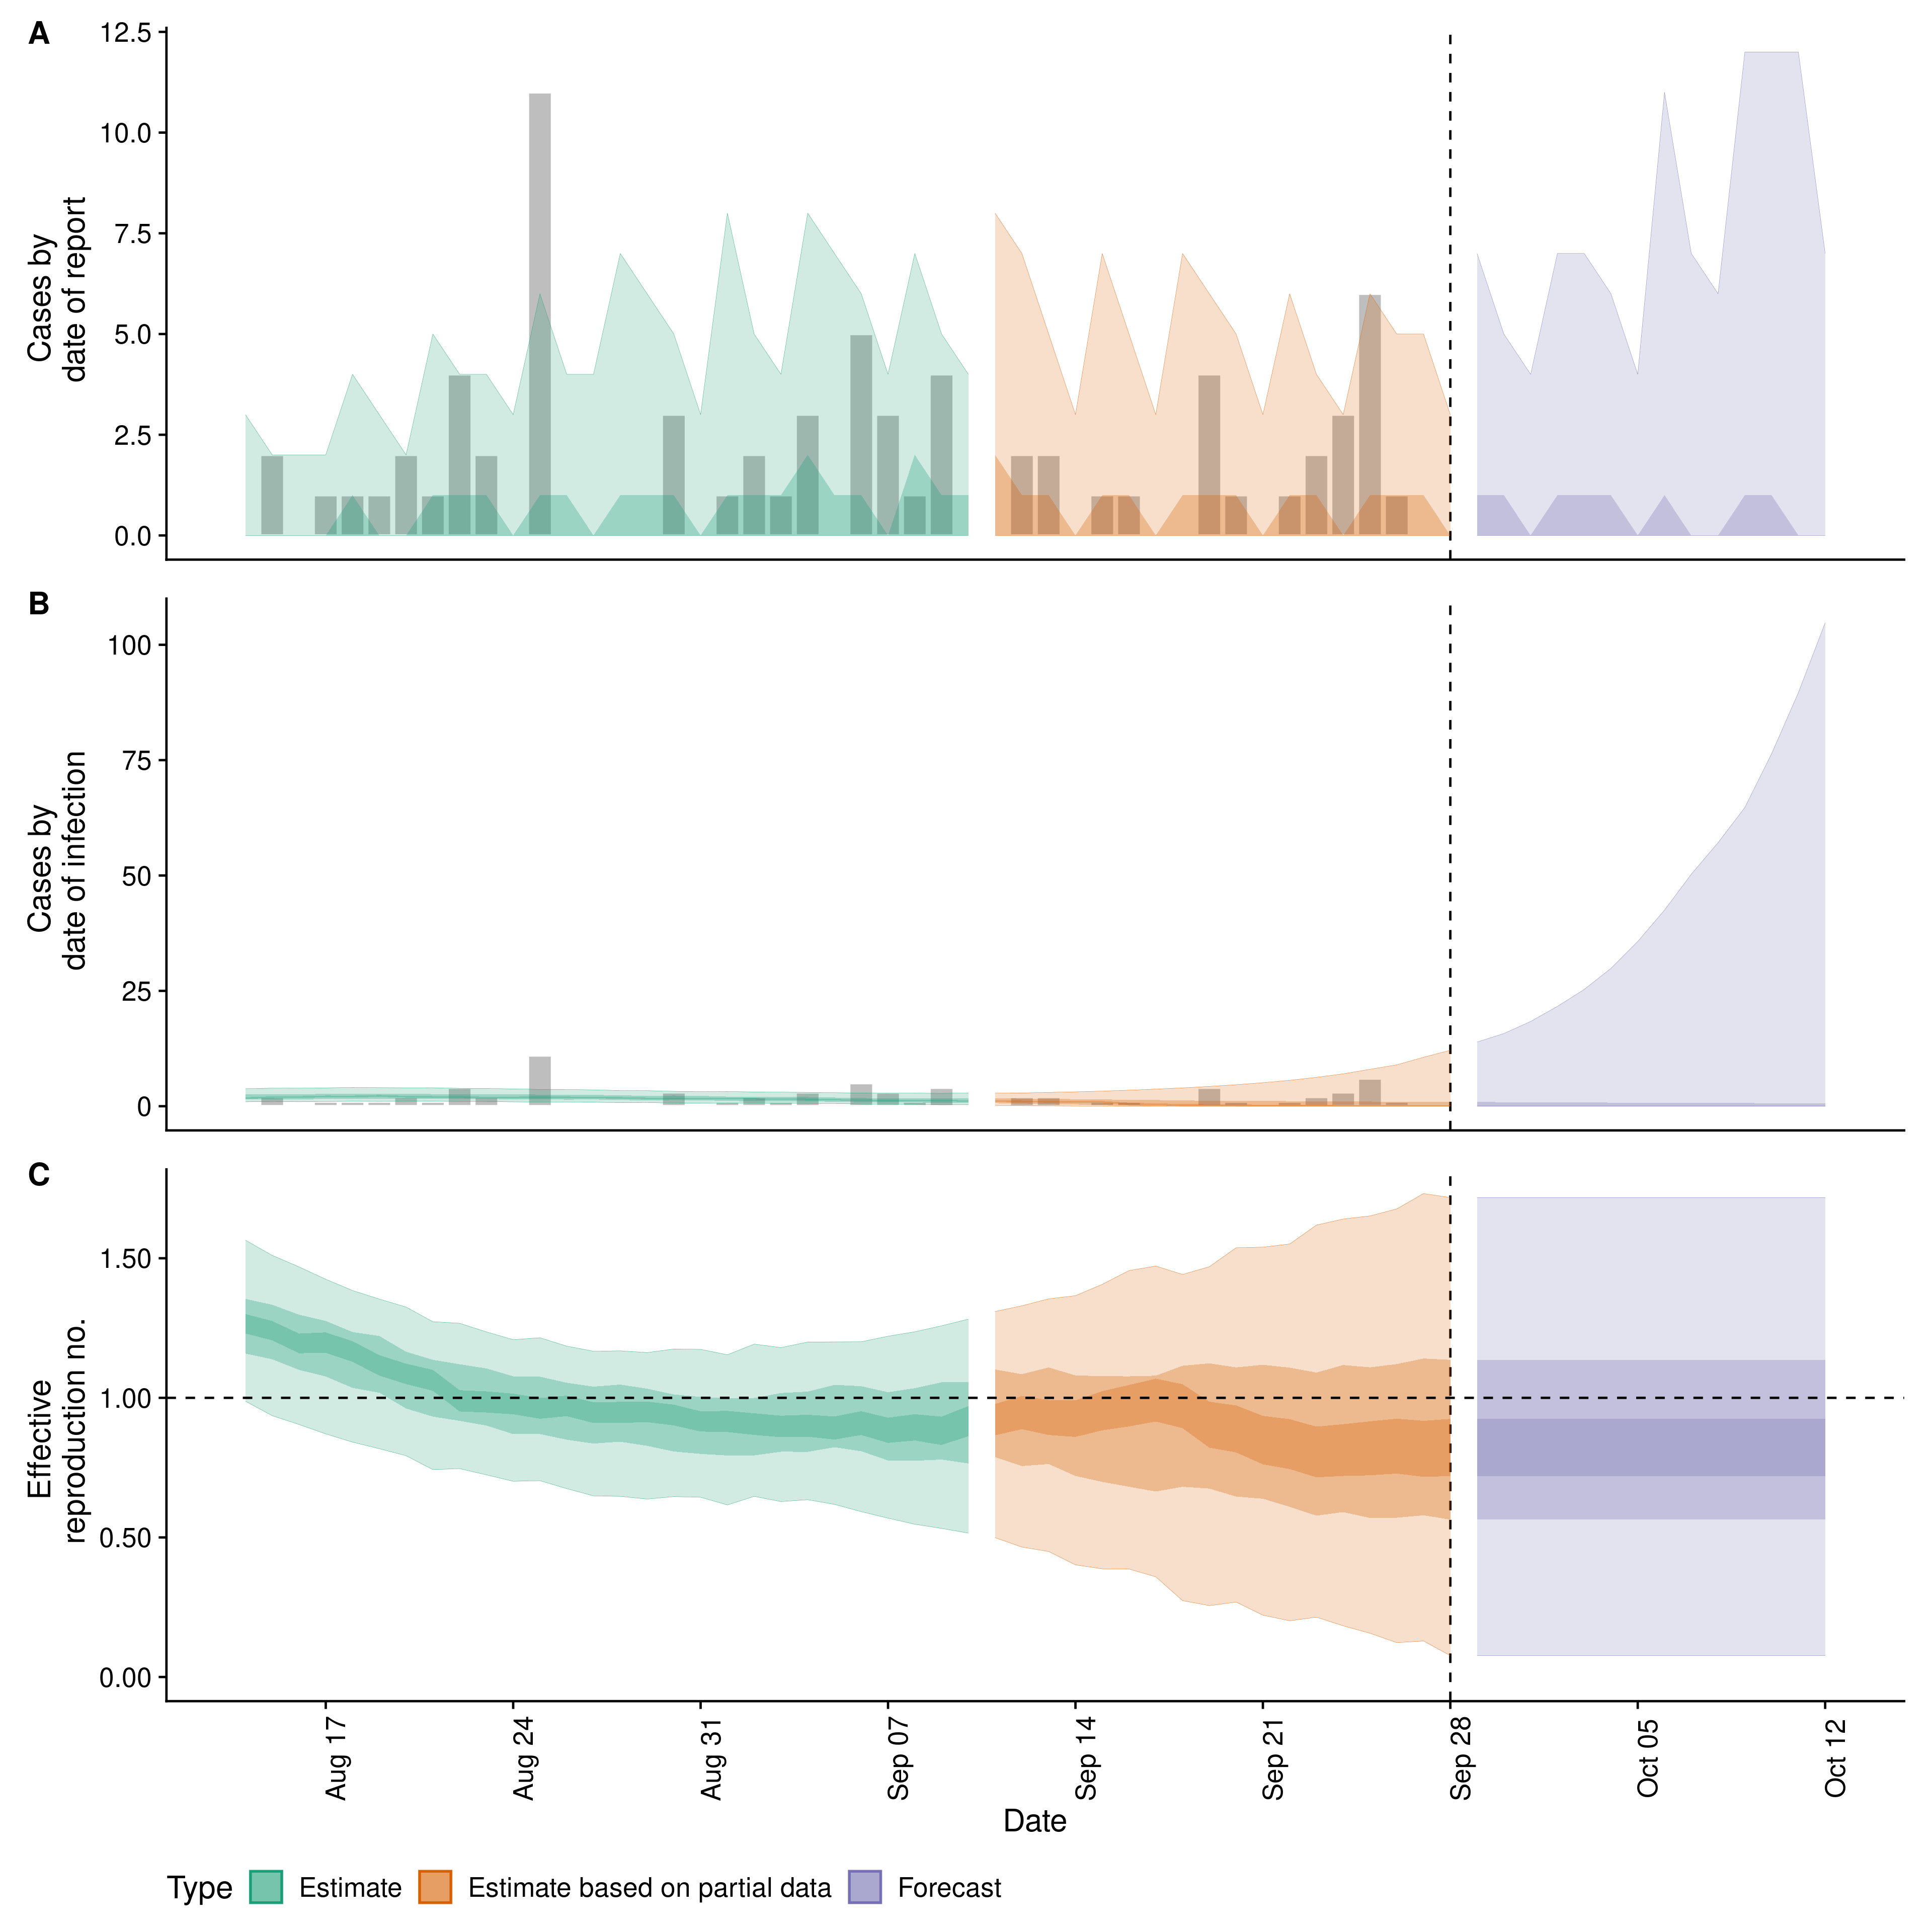 A
12.5
10.0
7.5
5.0
2.5
0.0
Cases by
date of report
B
100
75
50
25
0
Cases by
date of infection
C
1.50
1.00
0.50
0.00
Effective
reproduction no.
Aug 17
Aug 24
Aug 31
Sep 07
Sep 14
Sep 21
Sep 28
Oct 05
Oct 12
Date
Type Estimate Estimate based on partial data Forecast